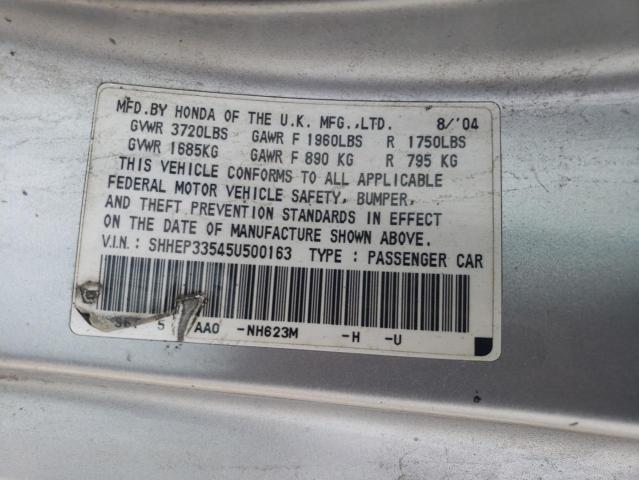 MFD.BY HONDA OF THE U.K. MFG.,LTD. 8/'04
GVWR 3720LBS GAWR F 1960LBS R 1750LBS
GVWR 1685KG GAWR F 890 KG R 795 KG
THIS VEHICLE CONFORMS TO ALL APPLICABLE
FEDERAL MOTOR VEHICLE SAFETY, BUMPER,
AND THEFT PREVENTION STANDARDS IN EFFECT
ON THE DATE OF MANUFACTURE SHOWN ABOVE.
V.I.N.: SHHEP33545U500163 TYPE : PASSENGER CAR
5 AA0 -NH623M -H -U